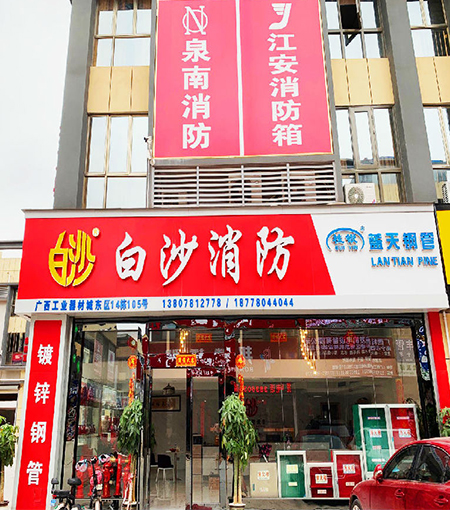 泉南消防
江安消防箱
白沙
白沙消防
蓝天钢管
LANTIAN PIPE
广西工业器材城东区14栋105号 13807812778 / 18778044044
镀锌钢管